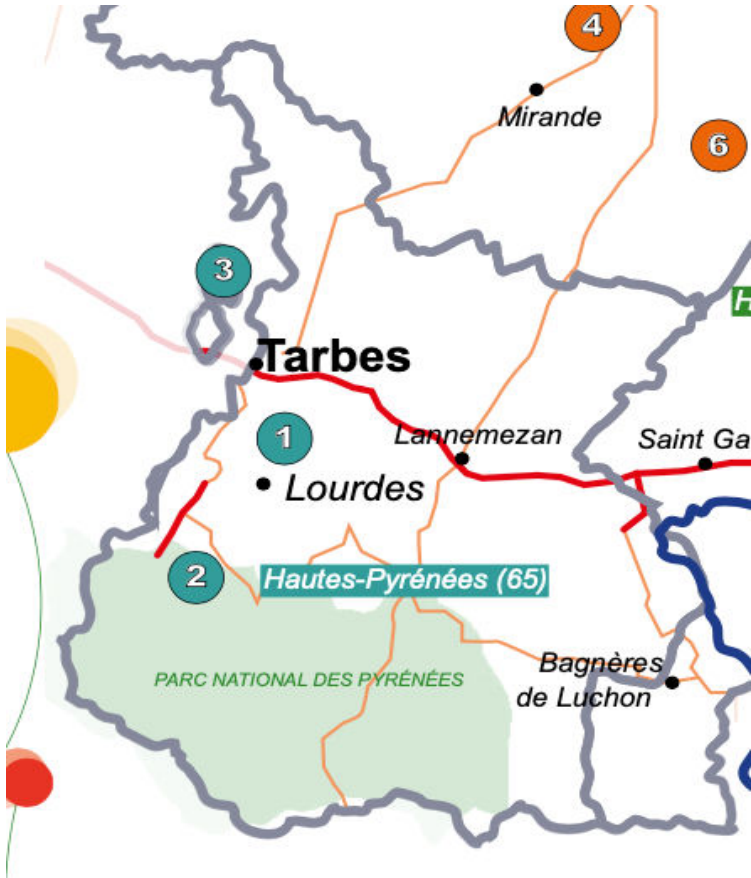 4
Mirande
6
3
H
Tarbes
1
Lannemezan
Saint Ga
Lourdes
2
Hautes-Pyrénées (65)
PARC NATIONAL DES PYRÉNÉES
Bagnères
de Luchon